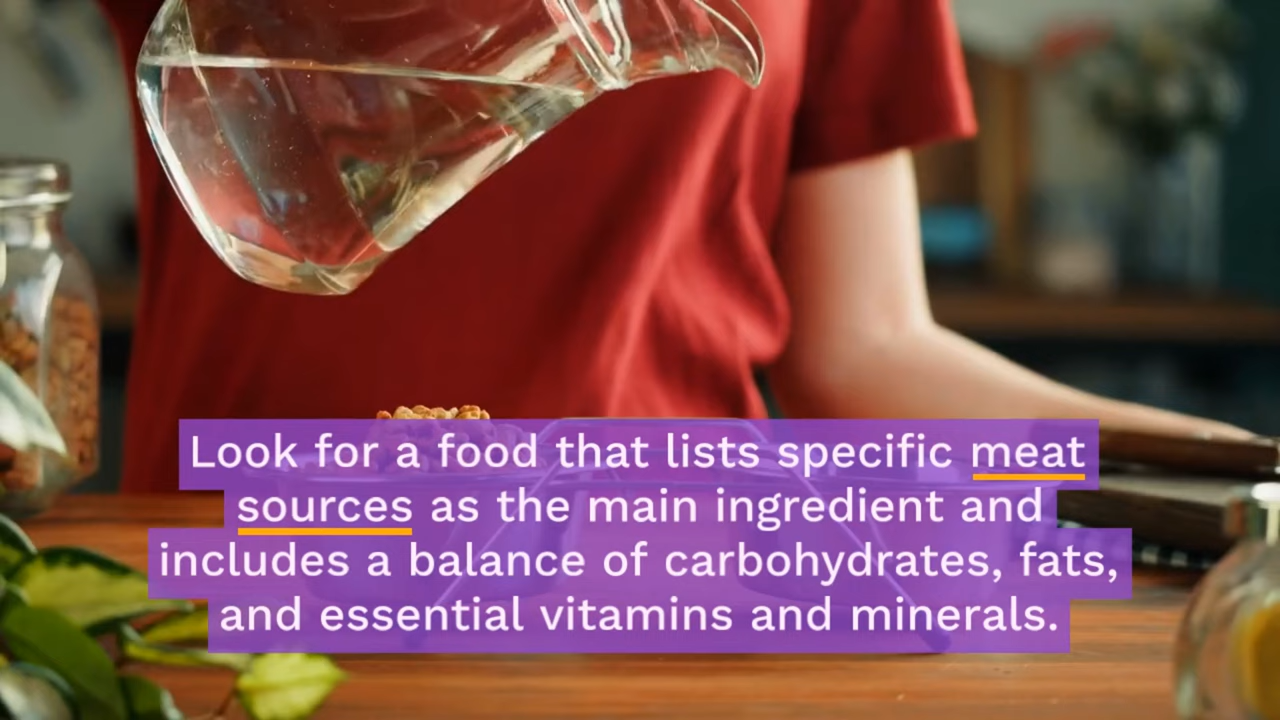 Look for a food that lists specific meat
sources as the main ingredient and
includes a balance of carbohydrates, fats,
and essential vitamins and minerals.